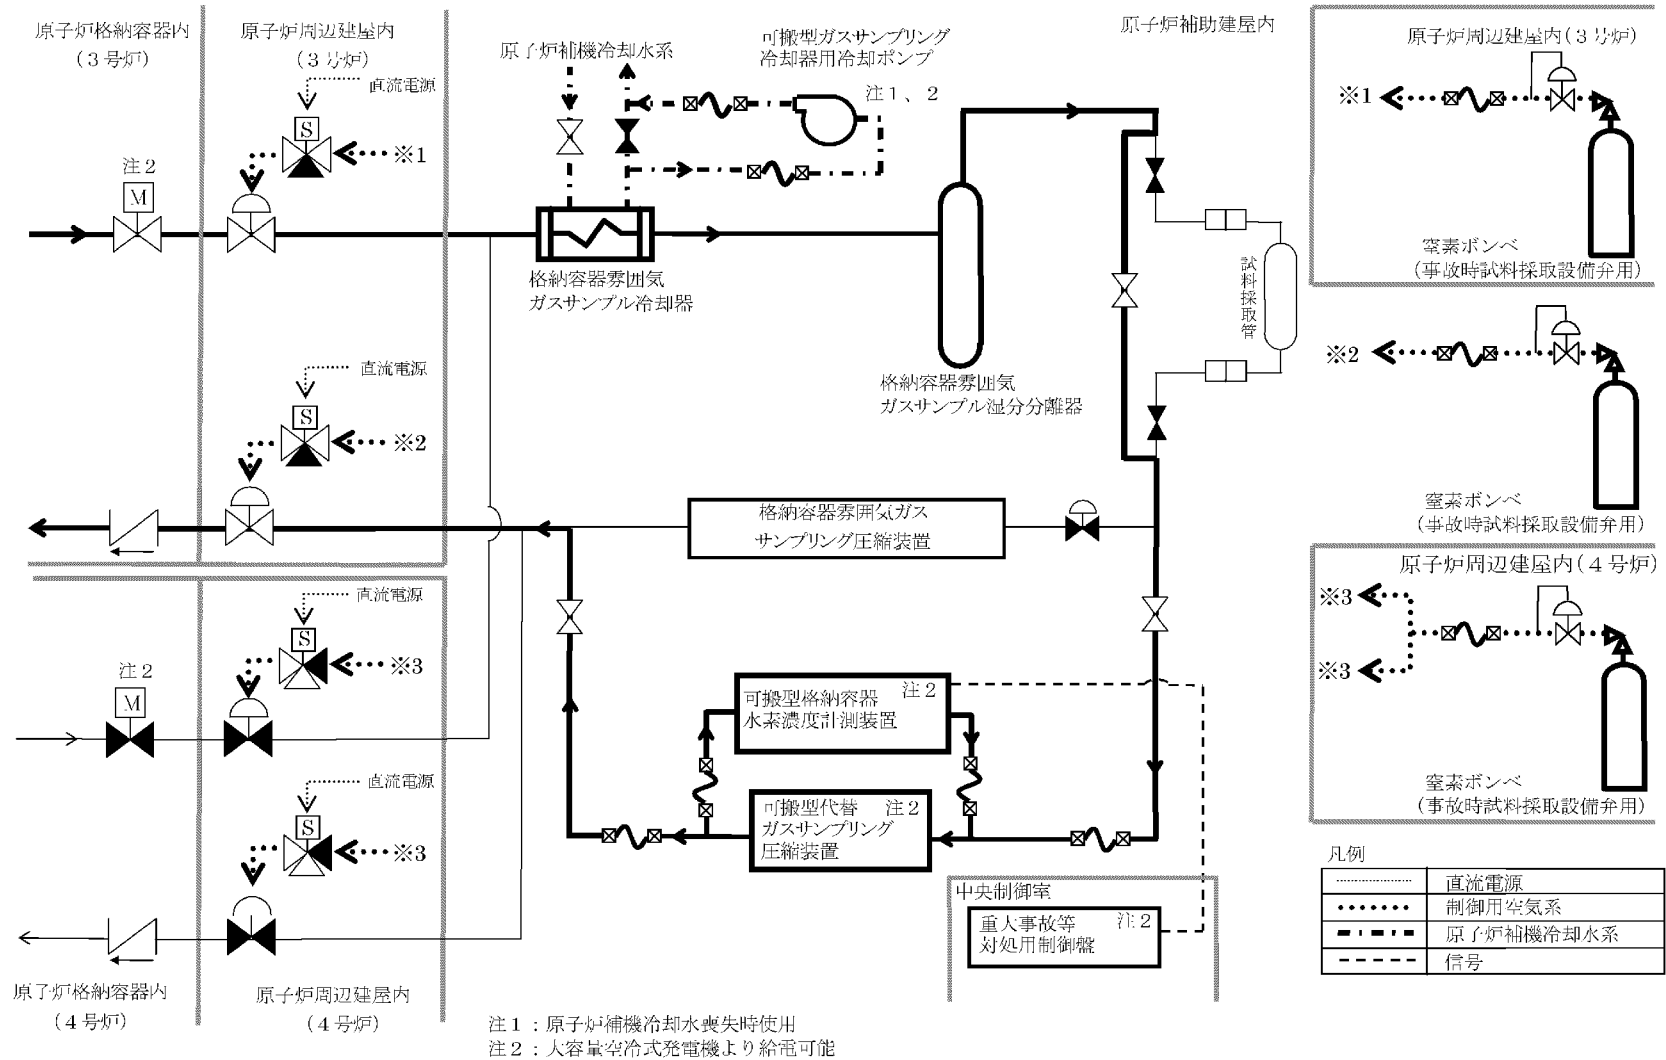 原子炉格納容器内
（３号炉）
原子炉周辺建屋内
（３号炉）
直流電源
S
※1
注２
M
直流電源
S
※2
原子炉補機冷却水系
可搬型ガスサンプリング
冷却器用冷却ポンプ
注１、２
原子炉補助建屋内
格納容器雰囲気
ガスサンプル冷却器
格納容器雰囲気
ガスサンプル湿分分離器
試料採取管
格納容器雰囲気ガス
サンプリング圧縮装置
原子炉周辺建屋内（３号炉）
※1
窒素ボンベ
（事故時試料採取設備弁用）
※2
窒素ボンベ
（事故時試料採取設備弁用）
原子炉周辺建屋内（４号炉）
※3
※3
窒素ボンベ
（事故時試料採取設備弁用）
直流電源
S
※3
注２
M
直流電源
S
※3
可搬型格納容器
水素濃度計測装置
注２
可搬型代替
ガスサンプリング
圧縮装置
注２
中央制御室
重大事故等
対処用制御盤
注２
原子炉格納容器内
（４号炉）
原子炉周辺建屋内
（４号炉）
凡例
直流電源
制御用空気系
原子炉補機冷却水系
信号
注１：原子炉補機冷却水喪失時使用
注２：大容量空冷式発電機より給電可能